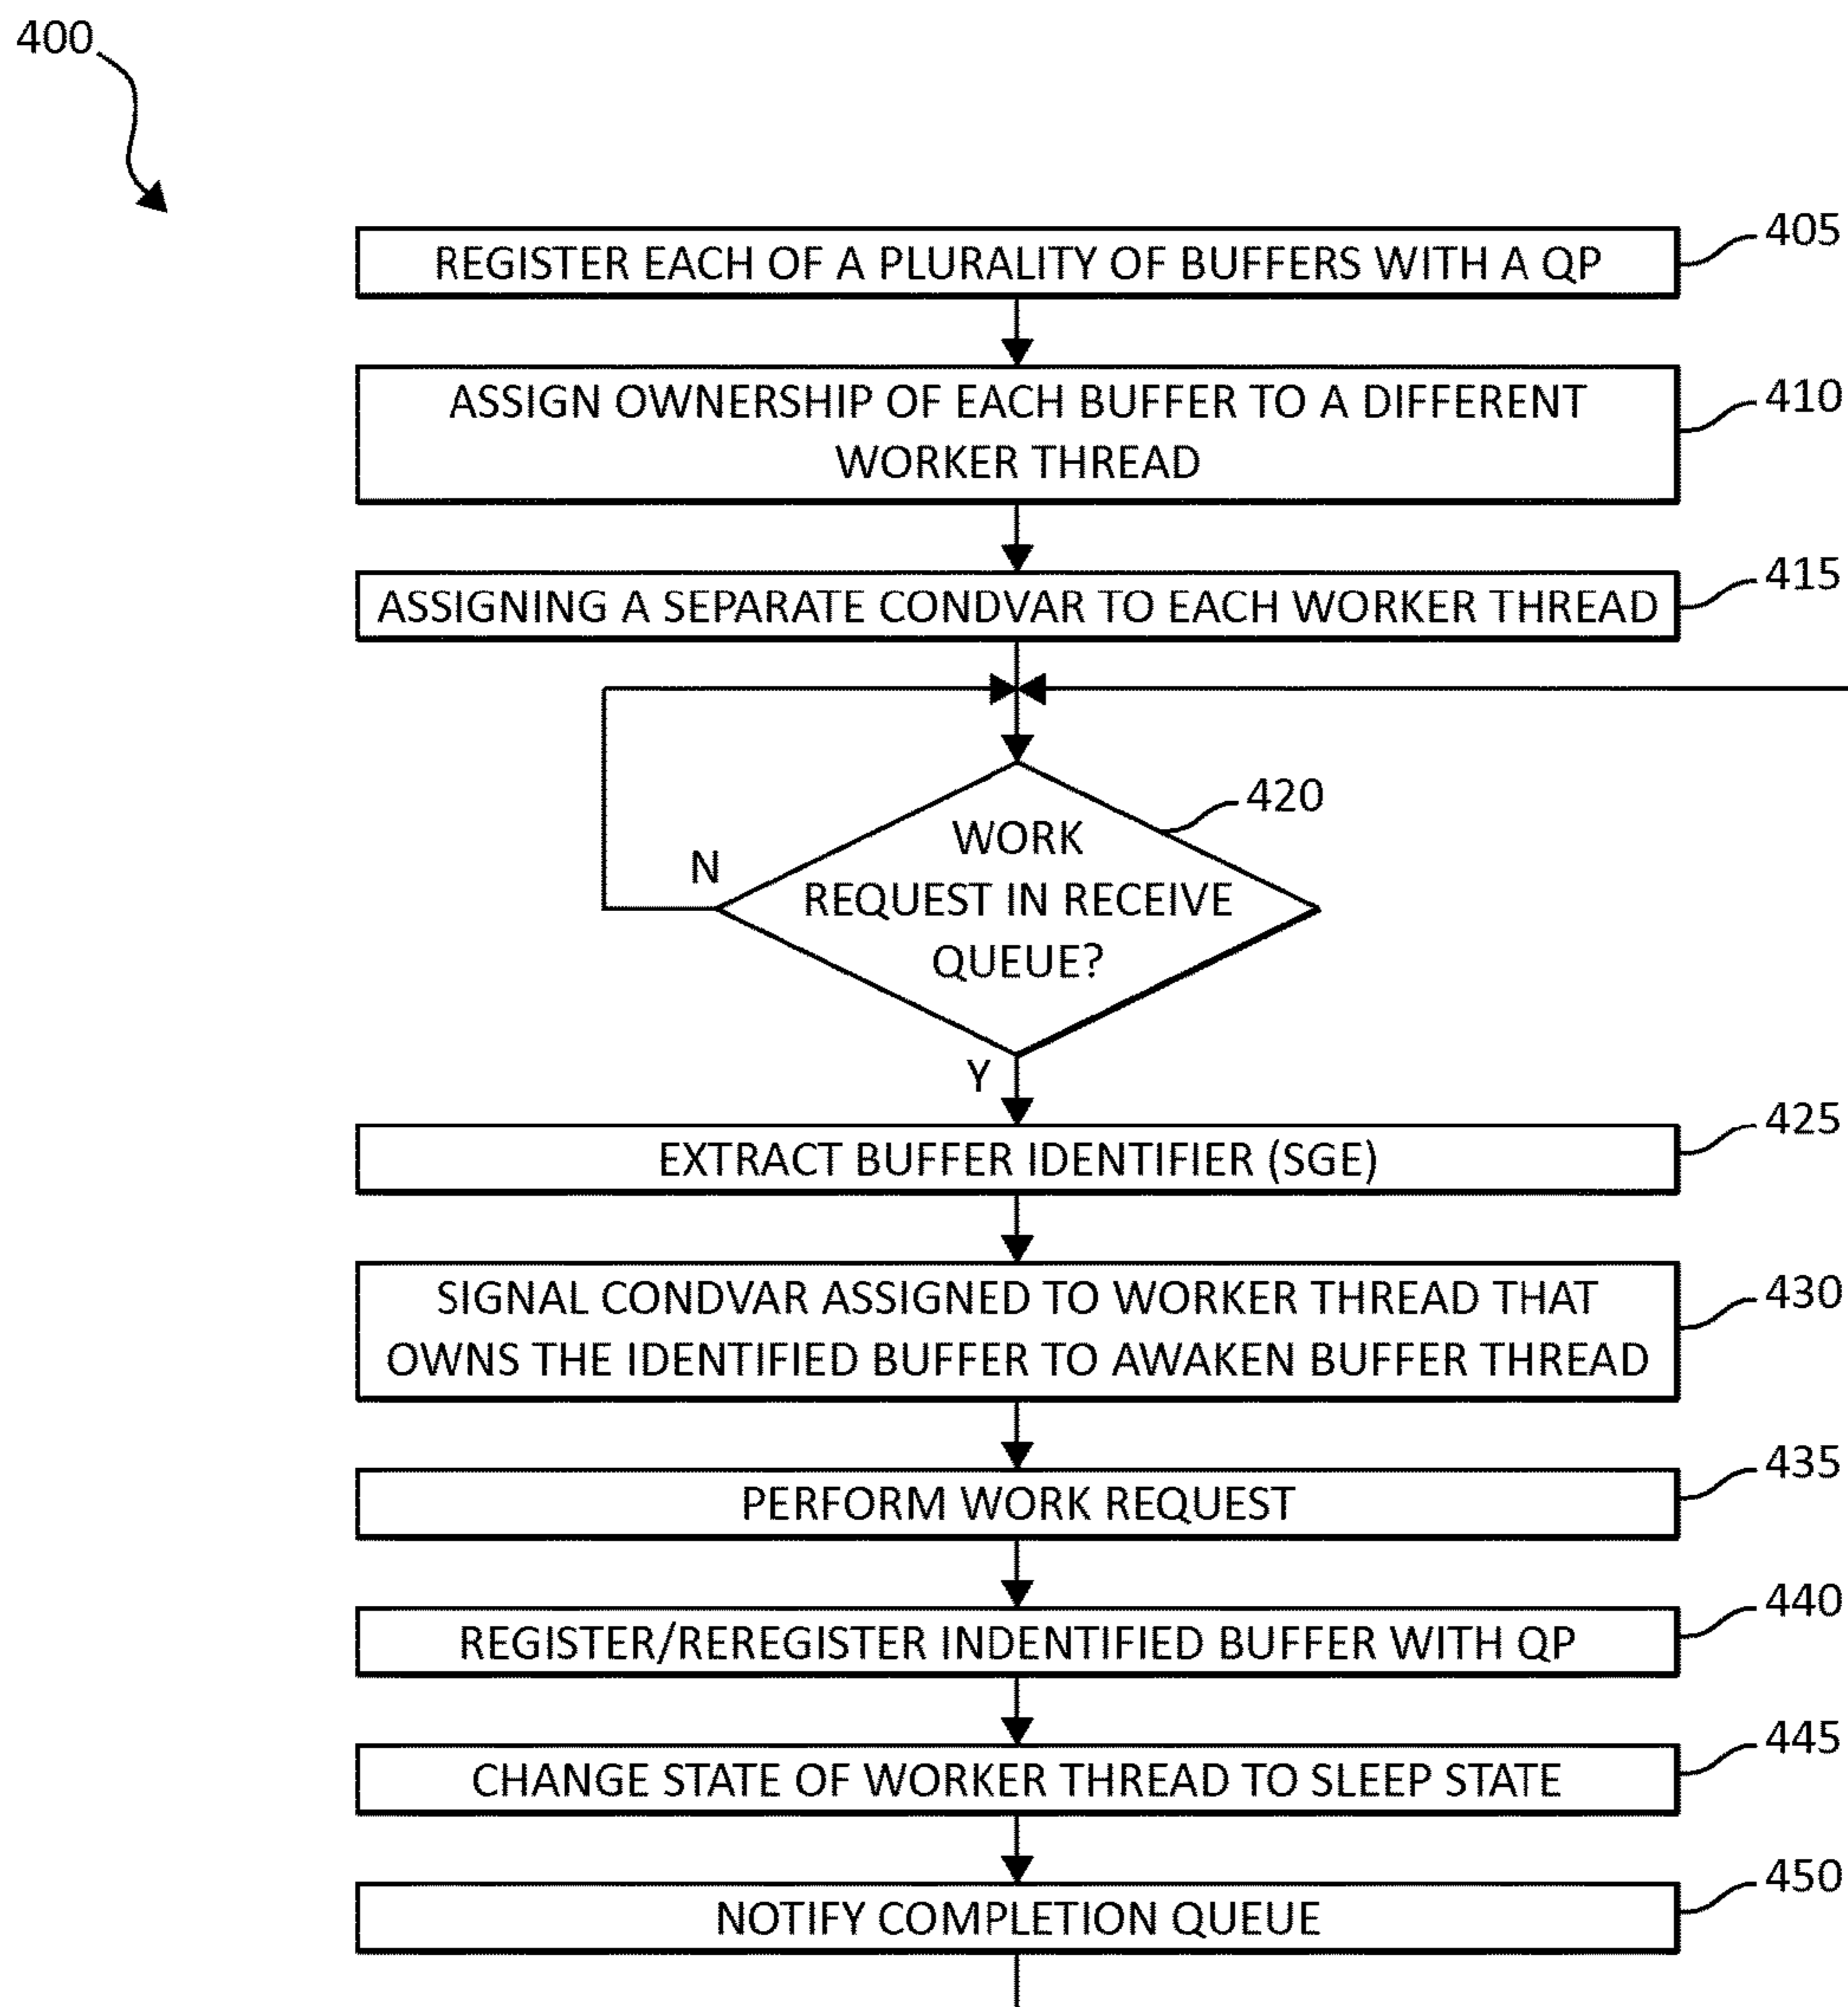 400
REGISTER EACH OF A PLURALITY OF BUFFERS WITH A QP
405
ASSIGN OWNERSHIP OF EACH BUFFER TO A DIFFERENT
WORKER THREAD
410
ASSIGNING A SEPARATE CONDVAR TO EACH WORKER THREAD
415
WORK
REQUEST IN RECEIVE
QUEUE?
420
N
Y
EXTRACT BUFFER IDENTIFIER (SGE)
425
SIGNAL CONDVAR ASSIGNED TO WORKER THREAD THAT
OWNS THE IDENTIFIED BUFFER TO AWAKEN BUFFER THREAD
430
PERFORM WORK REQUEST
435
REGISTER/REREGISTER INDENTIFIED BUFFER WITH QP
440
CHANGE STATE OF WORKER THREAD TO SLEEP STATE
445
NOTIFY COMPLETION QUEUE
450